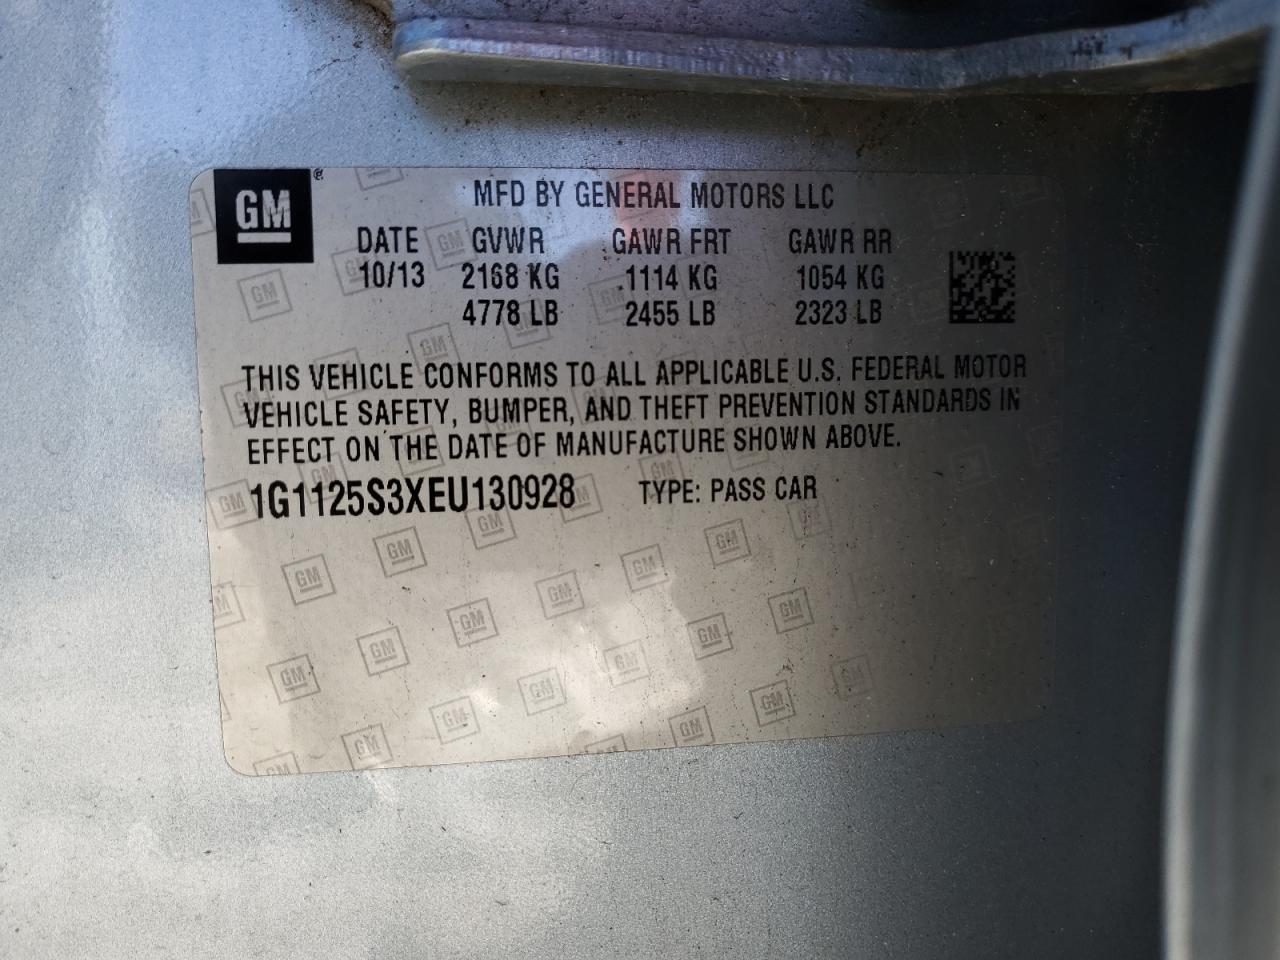 GM® MFD BY GENERAL MOTORS LLC
DATE GVWR GAWR FRT GAWR RR
10/13 2168 KG 1114 KG 1054 KG
4778 LB 2455 LB 2323 LB
THIS VEHICLE CONFORMS TO ALL APPLICABLE U.S. FEDERAL MOTOR
VEHICLE SAFETY, BUMPER, AND THEFT PREVENTION STANDARDS IN
EFFECT ON THE DATE OF MANUFACTURE SHOWN ABOVE.
1G1125S3XEU130928 TYPE: PASS CAR